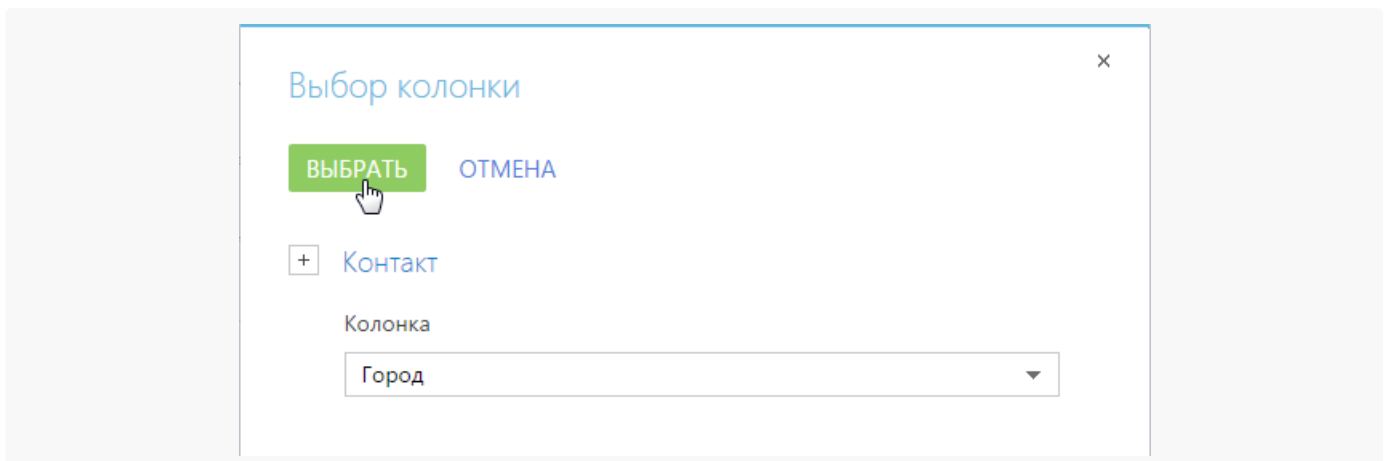 Выбор колонки
ВЫБРАТЬ ОТМЕНА
Контакт
Колонка
Город